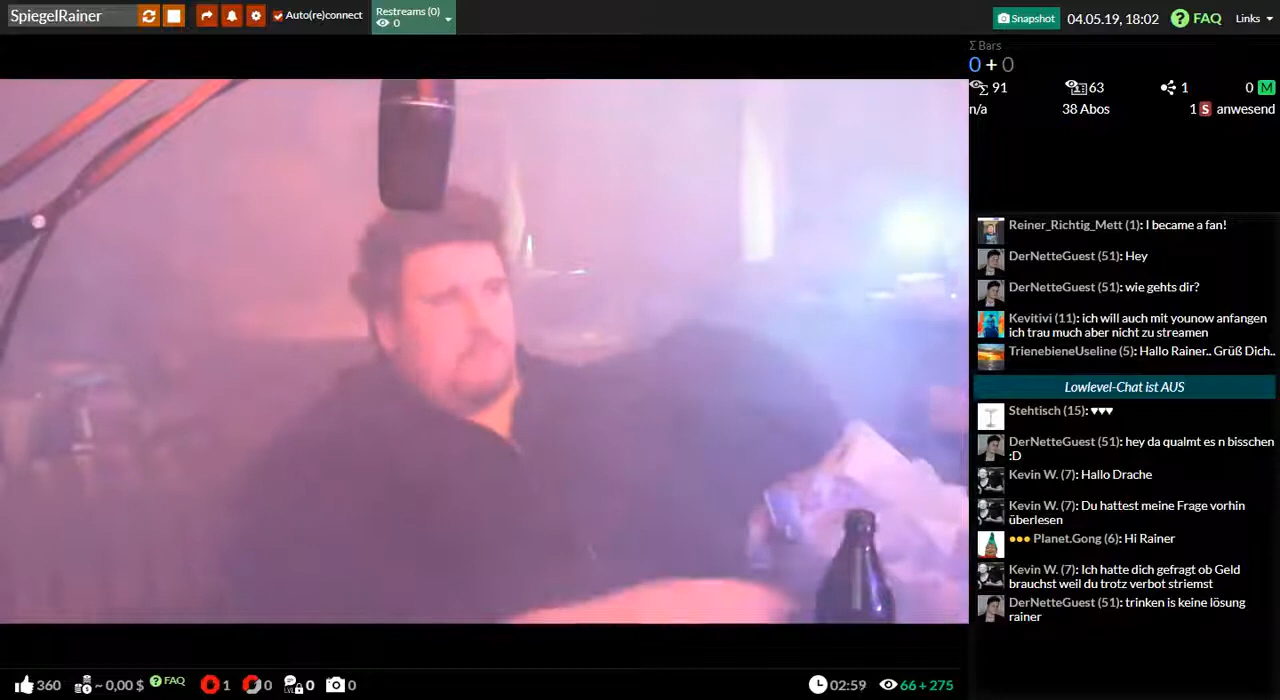 SpiegelRainer
Auto(re)connect
Restreams (0)
0
Snapshot
04.05.19, 18:02
FAQ
Links
Σ Bars
0 + 0
91
63
1
0 M
n/a
38 Abos
1 S anwesend
Reiner_Richtig_Mett (1): I became a fan!
DerNetteGuest (51): Hey
DerNetteGuest (51): wie gehts dir?
Kevitivi (11): ich will auch mit younow anfangen
ich trau much aber nicht zu streamen
TrienebieneUseline (5): Hallo Rainer.. Grüß Dich..
Lowlevel-Chat ist AUS
Stehtisch (15): ♥♥♥
DerNetteGuest (51): hey da qualmt es n bisschen
:D
Kevin W. (7): Hallo Drache
Kevin W. (7): Du hattest meine Frage vorhin
überlesen
Planet.Gong (6): Hi Rainer
Kevin W. (7): Ich hatte dich gefragt ob Geld
brauchst weil du trotz verbot striemst
DerNetteGuest (51): trinken is keine lösung
rainer
360
~ 0,00 $
FAQ
1
0
LVL
0
0
02:59
66 + 275